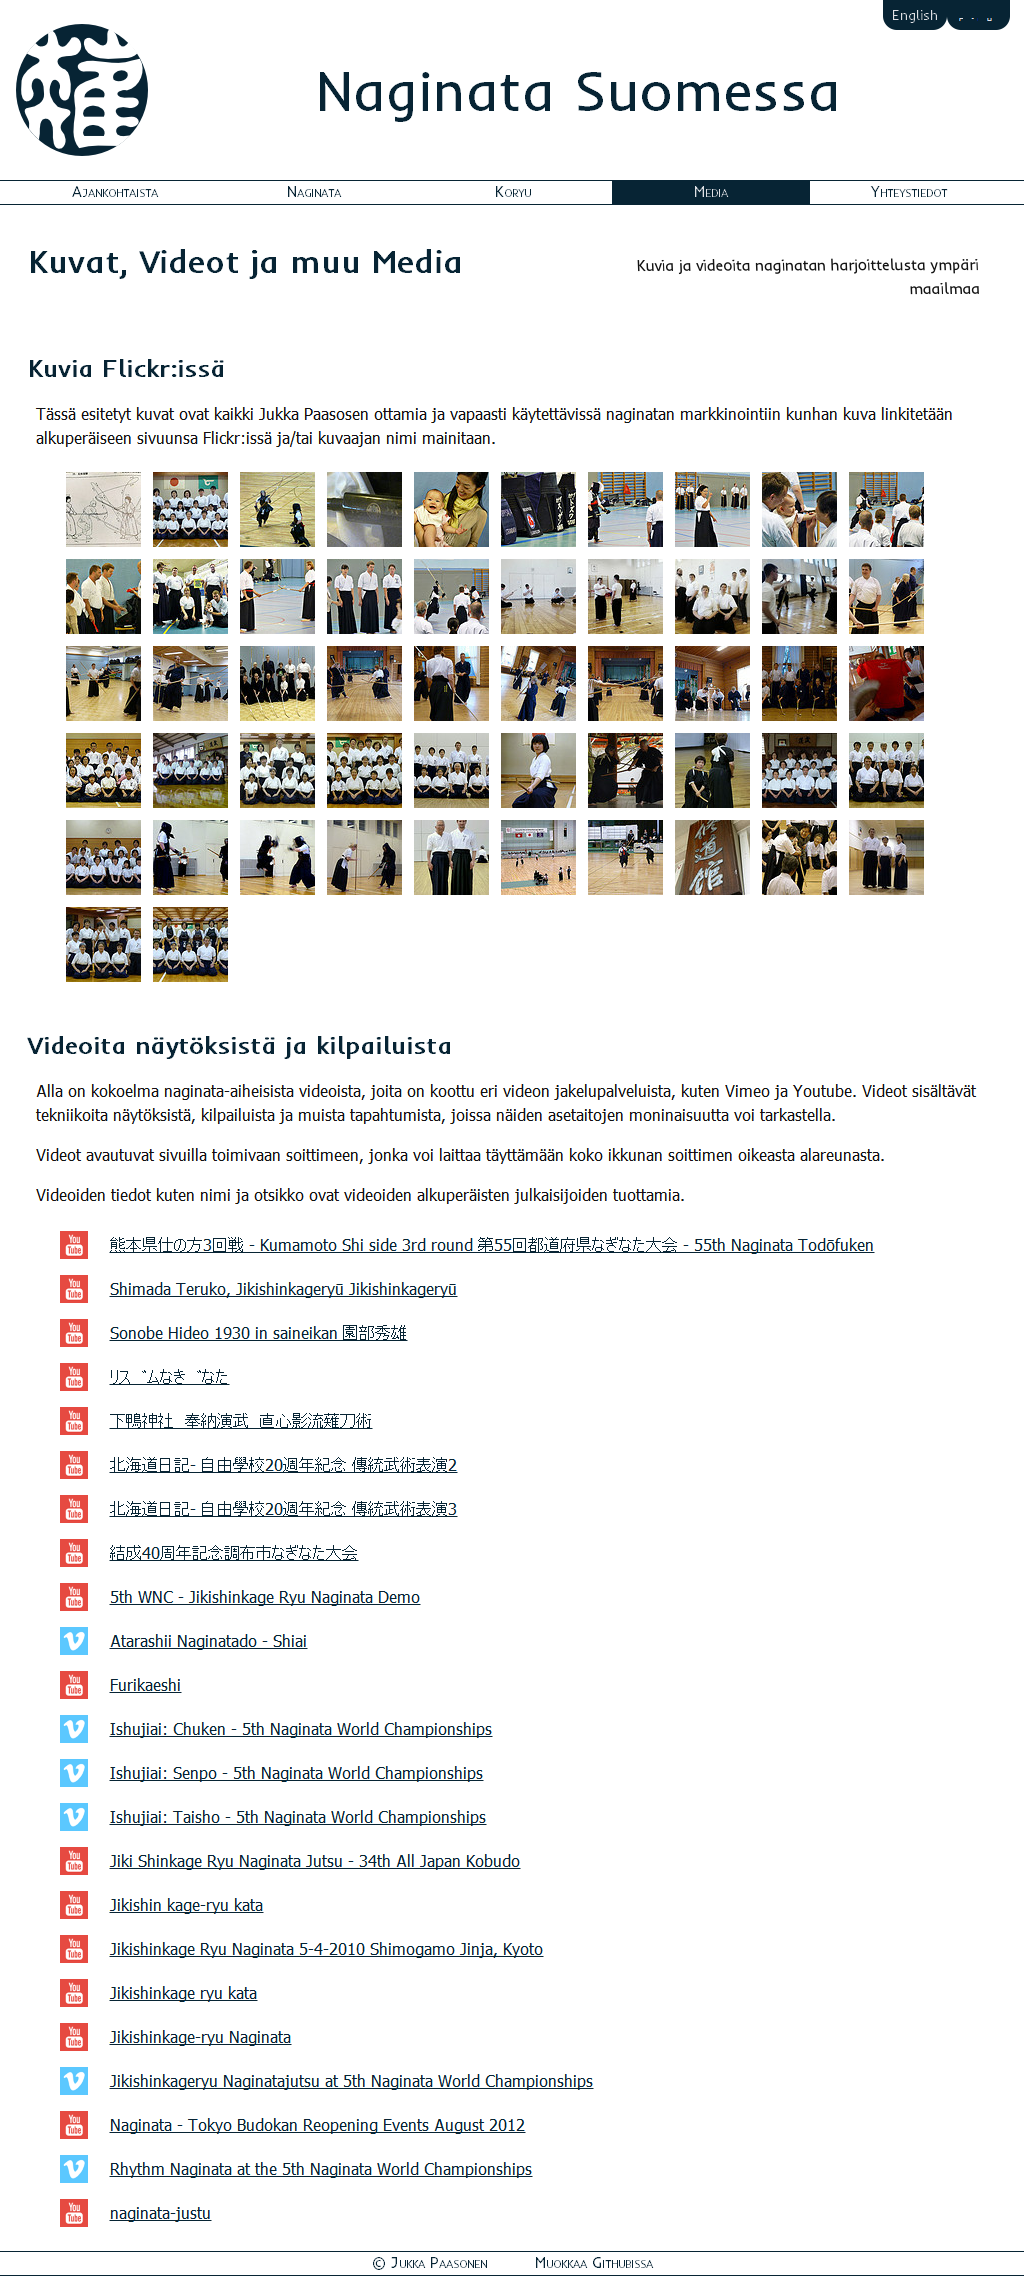 English
Naginata Suomessa
Ajankohtaista
Naginata
Koryu
Media
Yhteystiedot
Kuvat, Videot ja muu Media
Kuvia ja videoita naginatan harjoittelusta ympäri
maailmaa
Kuvia Flickr:issä
Tässä esitetyt kuvat ovat kaikki Jukka Paasosen ottamia ja vapaasti käytettävissä naginatan markkinointiin kunhan kuva linkitetään
alkuperäiseen sivuunsa Flickr:issä ja/tai kuvaajan nimi mainitaan.
Videoita näytöksistä ja kilpailuista
Alla on kokoelma naginata-aiheisista videoista, joita on koottu eri videon jakelupalveluista, kuten Vimeo ja Youtube. Videot sisältävät
tekniikoita näytöksistä, kilpailuista ja muista tapahtumista, joissa näiden asetaitojen moninaisuutta voi tarkastella.
Videot avautuvat sivuilla toimivaan soittimeen, jonka voi laittaa täyttämään koko ikkunan soittimen oikeasta alareunasta.
Videoiden tiedot kuten nimi ja otsikko ovat videoiden alkuperäisten julkaisijoiden tuottamia.
熊本県仕の方3回戦 - Kumamoto Shi side 3rd round 第55回都道府県なぎなた大会 - 55th Naginata Todōfuken
Shimada Teruko, Jikishinkageryū Jikishinkageryū
Sonobe Hideo 1930 in saineikan 園部秀雄
リス゛ムなき゛なた
下鴨神社　奉納演武　直心影流薙刀術
北海道日記- 自由學校20週年紀念 傳統武術表演2
北海道日記- 自由學校20週年紀念 傳統武術表演3
結成40周年記念調布市なぎなた大会
5th WNC - Jikishinkage Ryu Naginata Demo
Atarashii Naginatado - Shiai
Furikaeshi
Ishujiai: Chuken - 5th Naginata World Championships
Ishujiai: Senpo - 5th Naginata World Championships
Ishujiai: Taisho - 5th Naginata World Championships
Jiki Shinkage Ryu Naginata Jutsu - 34th All Japan Kobudo
Jikishin kage-ryu kata
Jikishinkage Ryu Naginata 5-4-2010 Shimogamo Jinja, Kyoto
Jikishinkage ryu kata
Jikishinkage-ryu Naginata
Jikishinkageryu Naginatajutsu at 5th Naginata World Championships
Naginata - Tokyo Budokan Reopening Events August 2012
Rhythm Naginata at the 5th Naginata World Championships
naginata-justu
© Jukka Paasonen
Muokkaa Githubissa